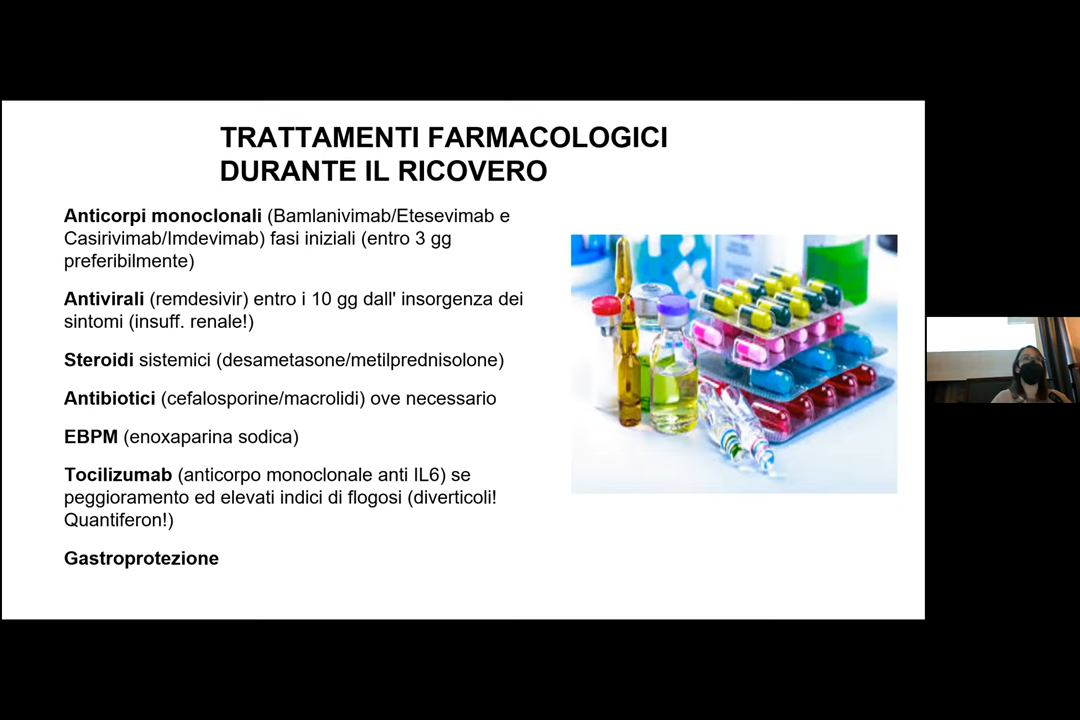 TRATTAMENTI FARMACOLOGICI
DURANTE IL RICOVERO
Anticorpi monoclonali (Bamlanivimab/Etesevimab e
Casirivimab/Imdevimab) fasi iniziali (entro 3 gg
preferibilmente)
Antivirali (remdesivir) entro i 10 gg dall' insorgenza dei
sintomi (insuff. renale!)
Steroidi sistemici (desametasone/metilprednisolone)
Antibiotici (cefalosporine/macrolidi) ove necessario
EBPM (enoxaparina sodica)
Tocilizumab (anticorpo monoclonale anti IL6) se
peggioramento ed elevati indici di flogosi (diverticoli!
Quantiferon!)
Gastroprotezione